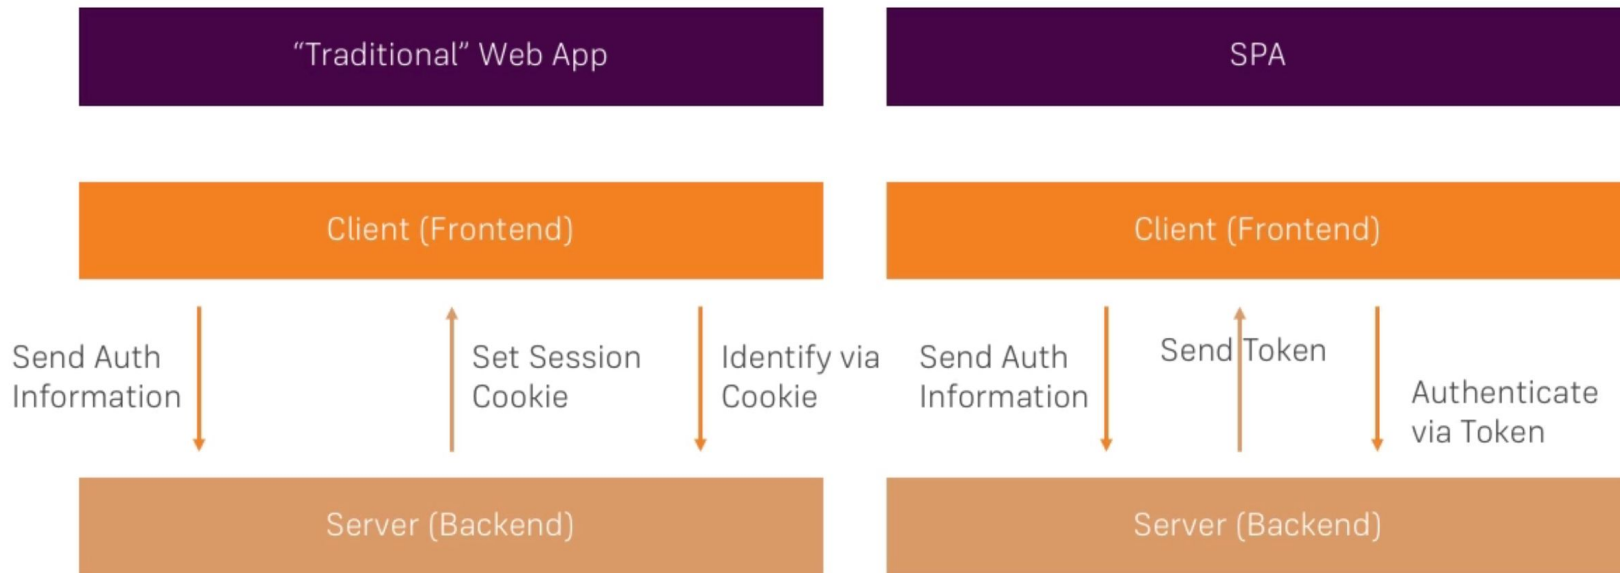 “Traditional” Web App
SPA
Client (Frontend)
Client (Frontend)
Send Auth
Information
Set Session
Cookie
Identify via
Cookie
Send Auth
Information
Send Token
Authenticate
via Token
Server (Backend)
Server (Backend)